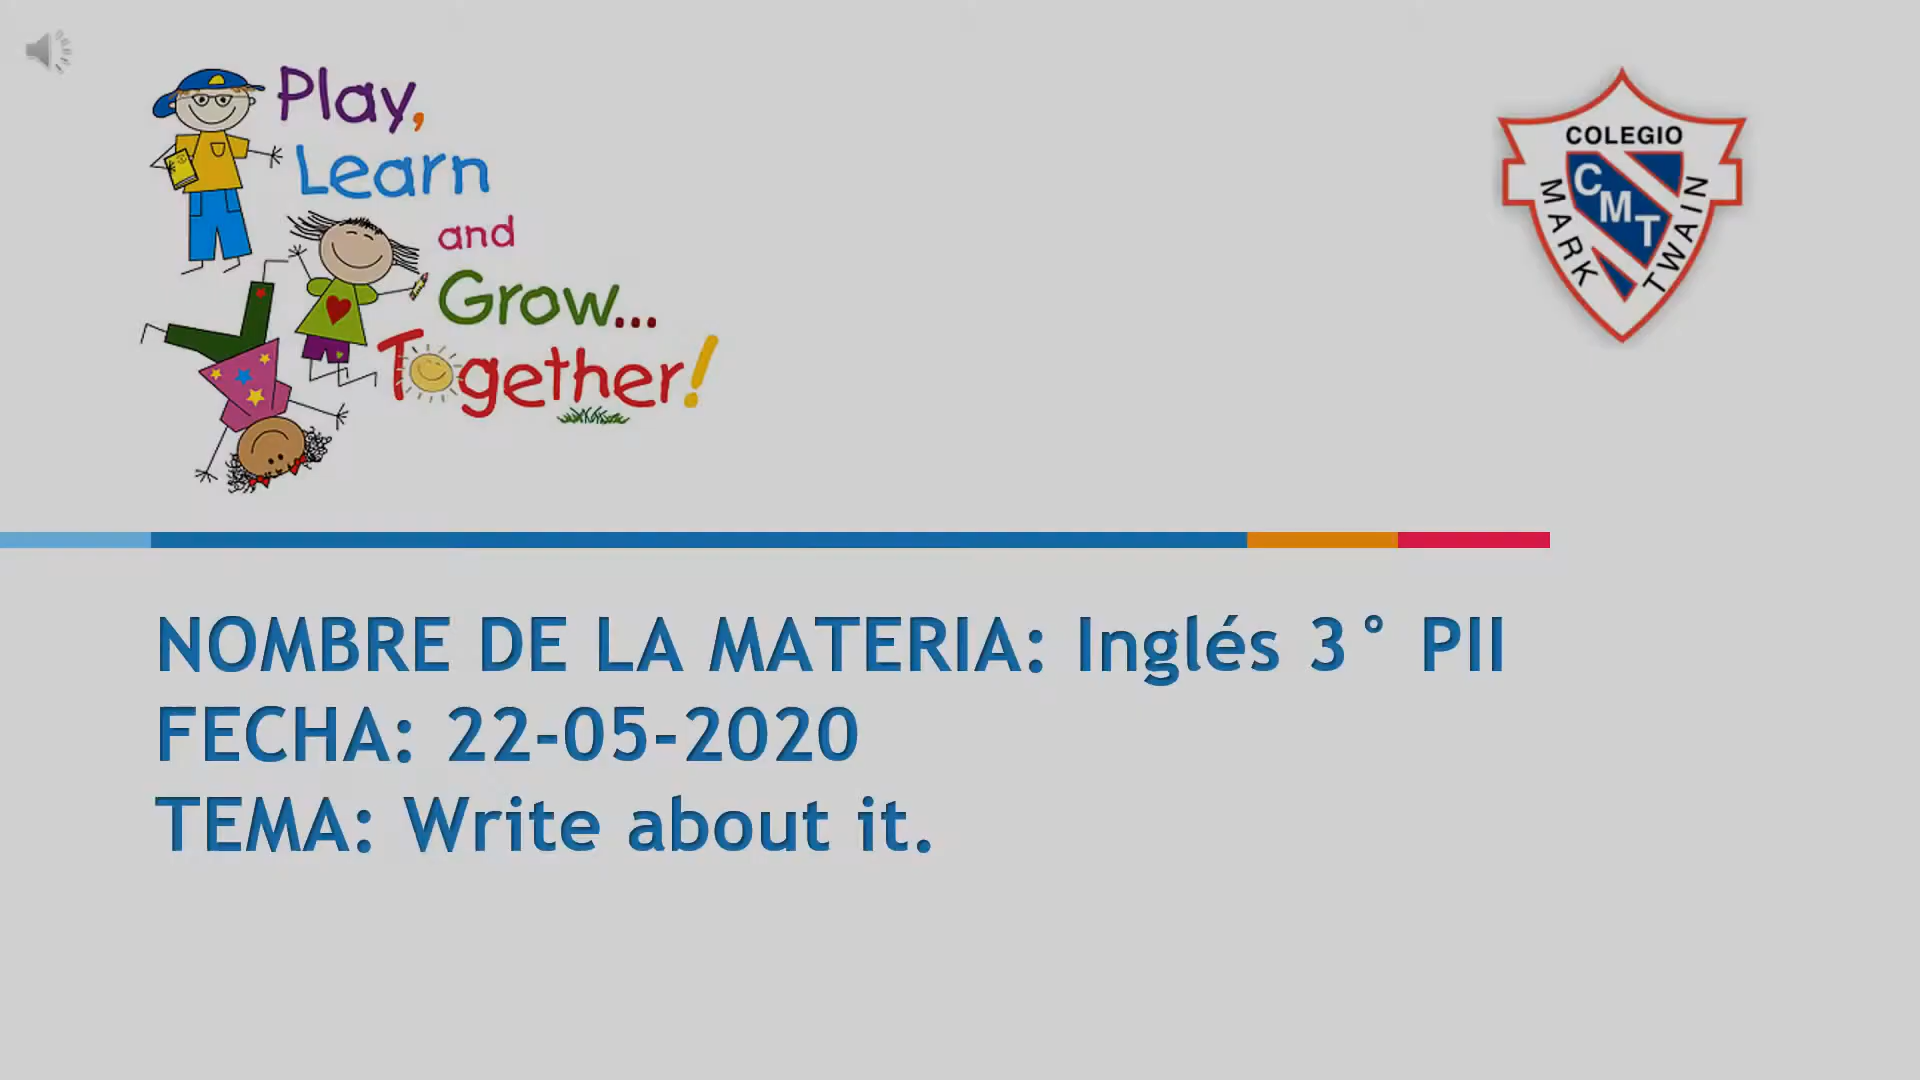 Play,
Learn
and
Grow...
Together!
COLEGIO
MARK
TWAIN
CMT
NOMBRE DE LA MATERIA: Inglés 3° PII
FECHA: 22-05-2020
TEMA: Write about it.